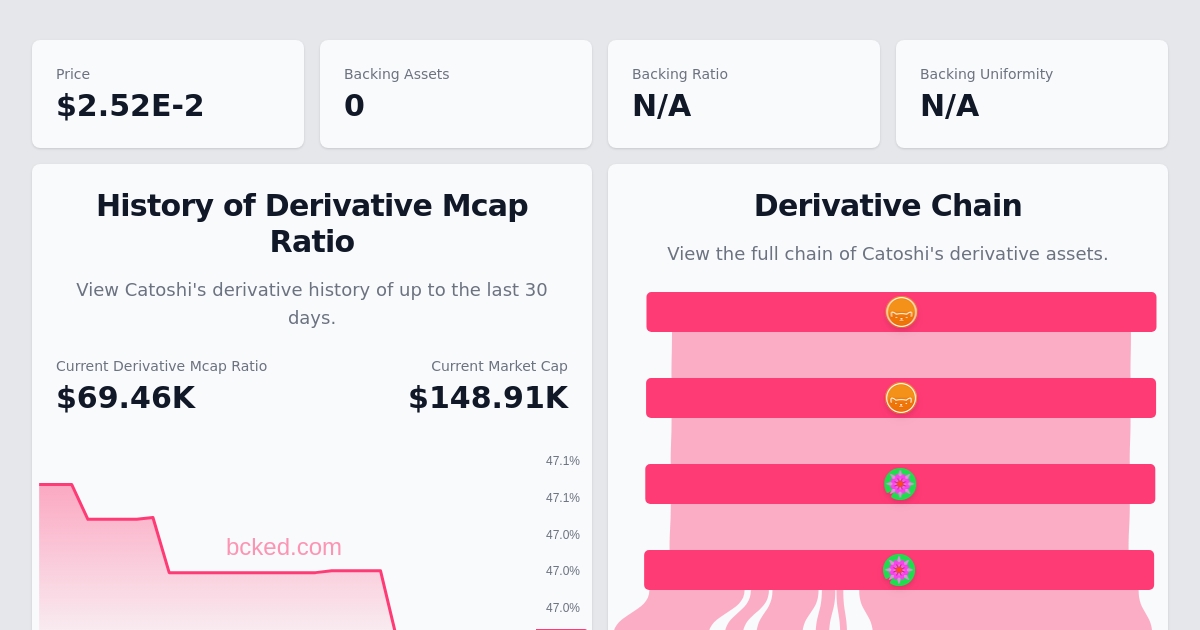 Price
$2.52E-2
Backing Assets
0
Backing Ratio
N/A
Backing Uniformity
N/A
History of Derivative Mcap
Ratio
View Catoshi's derivative history of up to the last 30
days.
Current Derivative Mcap Ratio
$69.46K
Current Market Cap
$148.91K
47.1%
47.1%
47.0%
47.0%
47.0%
bcked.com
Derivative Chain
View the full chain of Catoshi's derivative assets.